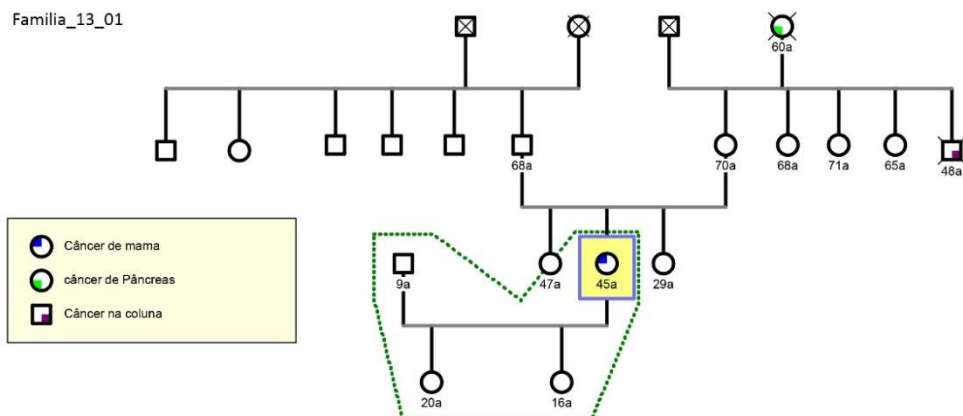 Familia_13_01
60a
68a
70a
68a
71a
65a
48a
Câncer de mama
câncer de Pâncreas
Câncer na coluna
9a
47a
45a
29a
20a
16a